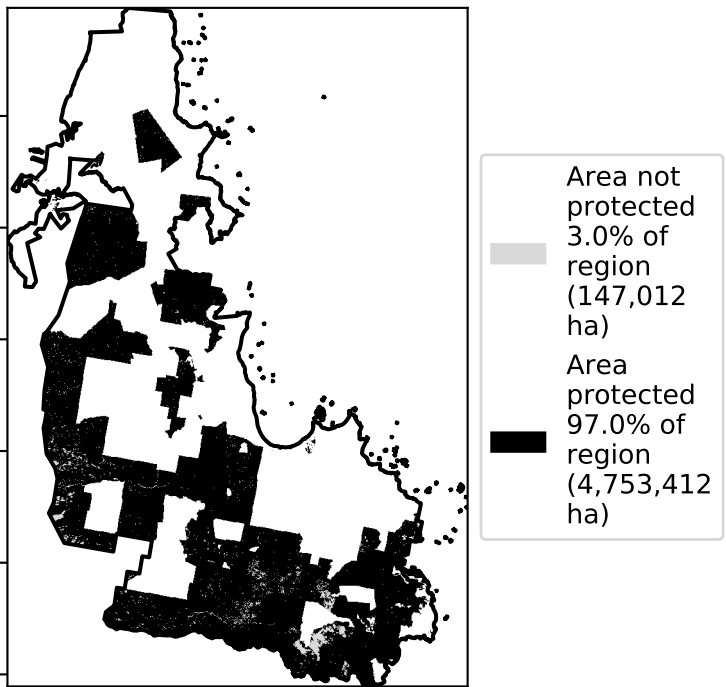 Area not
protected
3.0% of
region
(147,012
ha)
Area
protected
97.0% of
region
(4,753,412
ha)